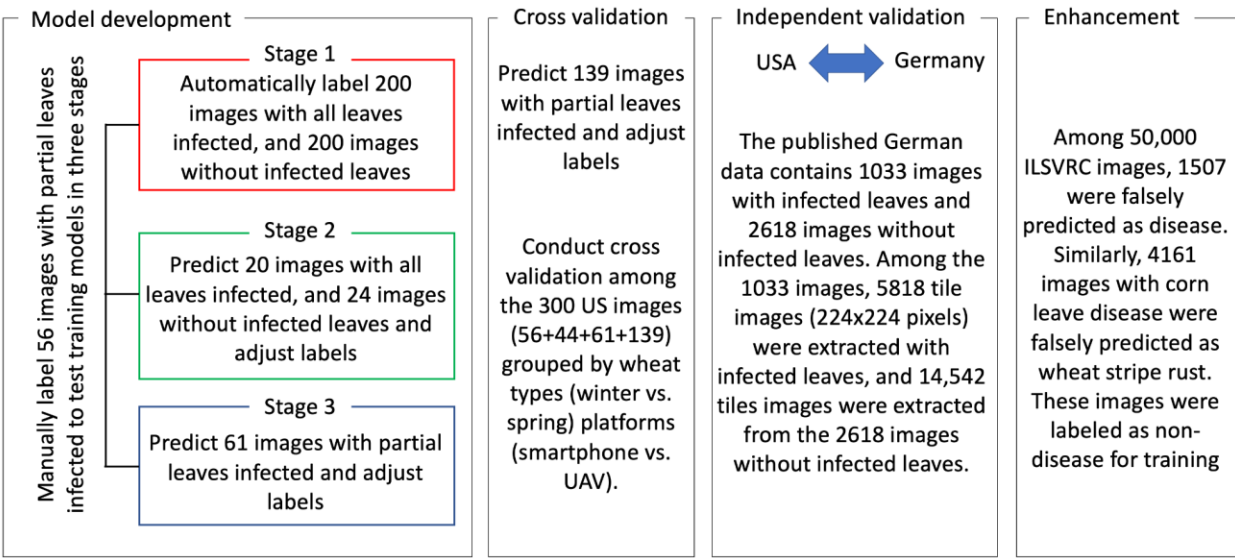 Model development
Manually label 56 images with partial leaves
infected to test training models in three stages
Stage 1
Automatically label 200
images with all leaves
infected, and 200 images
without infected leaves
Stage 2
Predict 20 images with all
leaves infected, and 24 images
without infected leaves and
adjust labels
Stage 3
Predict 61 images with partial
leaves infected and adjust
labels
Cross validation
Predict 139 images
with partial leaves
infected and adjust
labels
Conduct cross
validation among
the 300 US images
(56+44+61+139)
grouped by wheat
types (winter vs.
spring) platforms
(smartphone vs.
UAV).
Independent validation
USA
Germany
The published German
data contains 1033 images
with infected leaves and
2618 images without
infected leaves. Among the
1033 images, 5818 tile
images (224x224 pixels)
were extracted with
infected leaves, and 14,542
tiles images were extracted
from the 2618 images
without infected leaves.
Enhancement
Among 50,000
ILSVRC images, 1507
were falsely
predicted as disease.
Similarly, 4161
images with corn
leave disease were
falsely predicted as
wheat stripe rust.
These images were
labeled as non-
disease for training